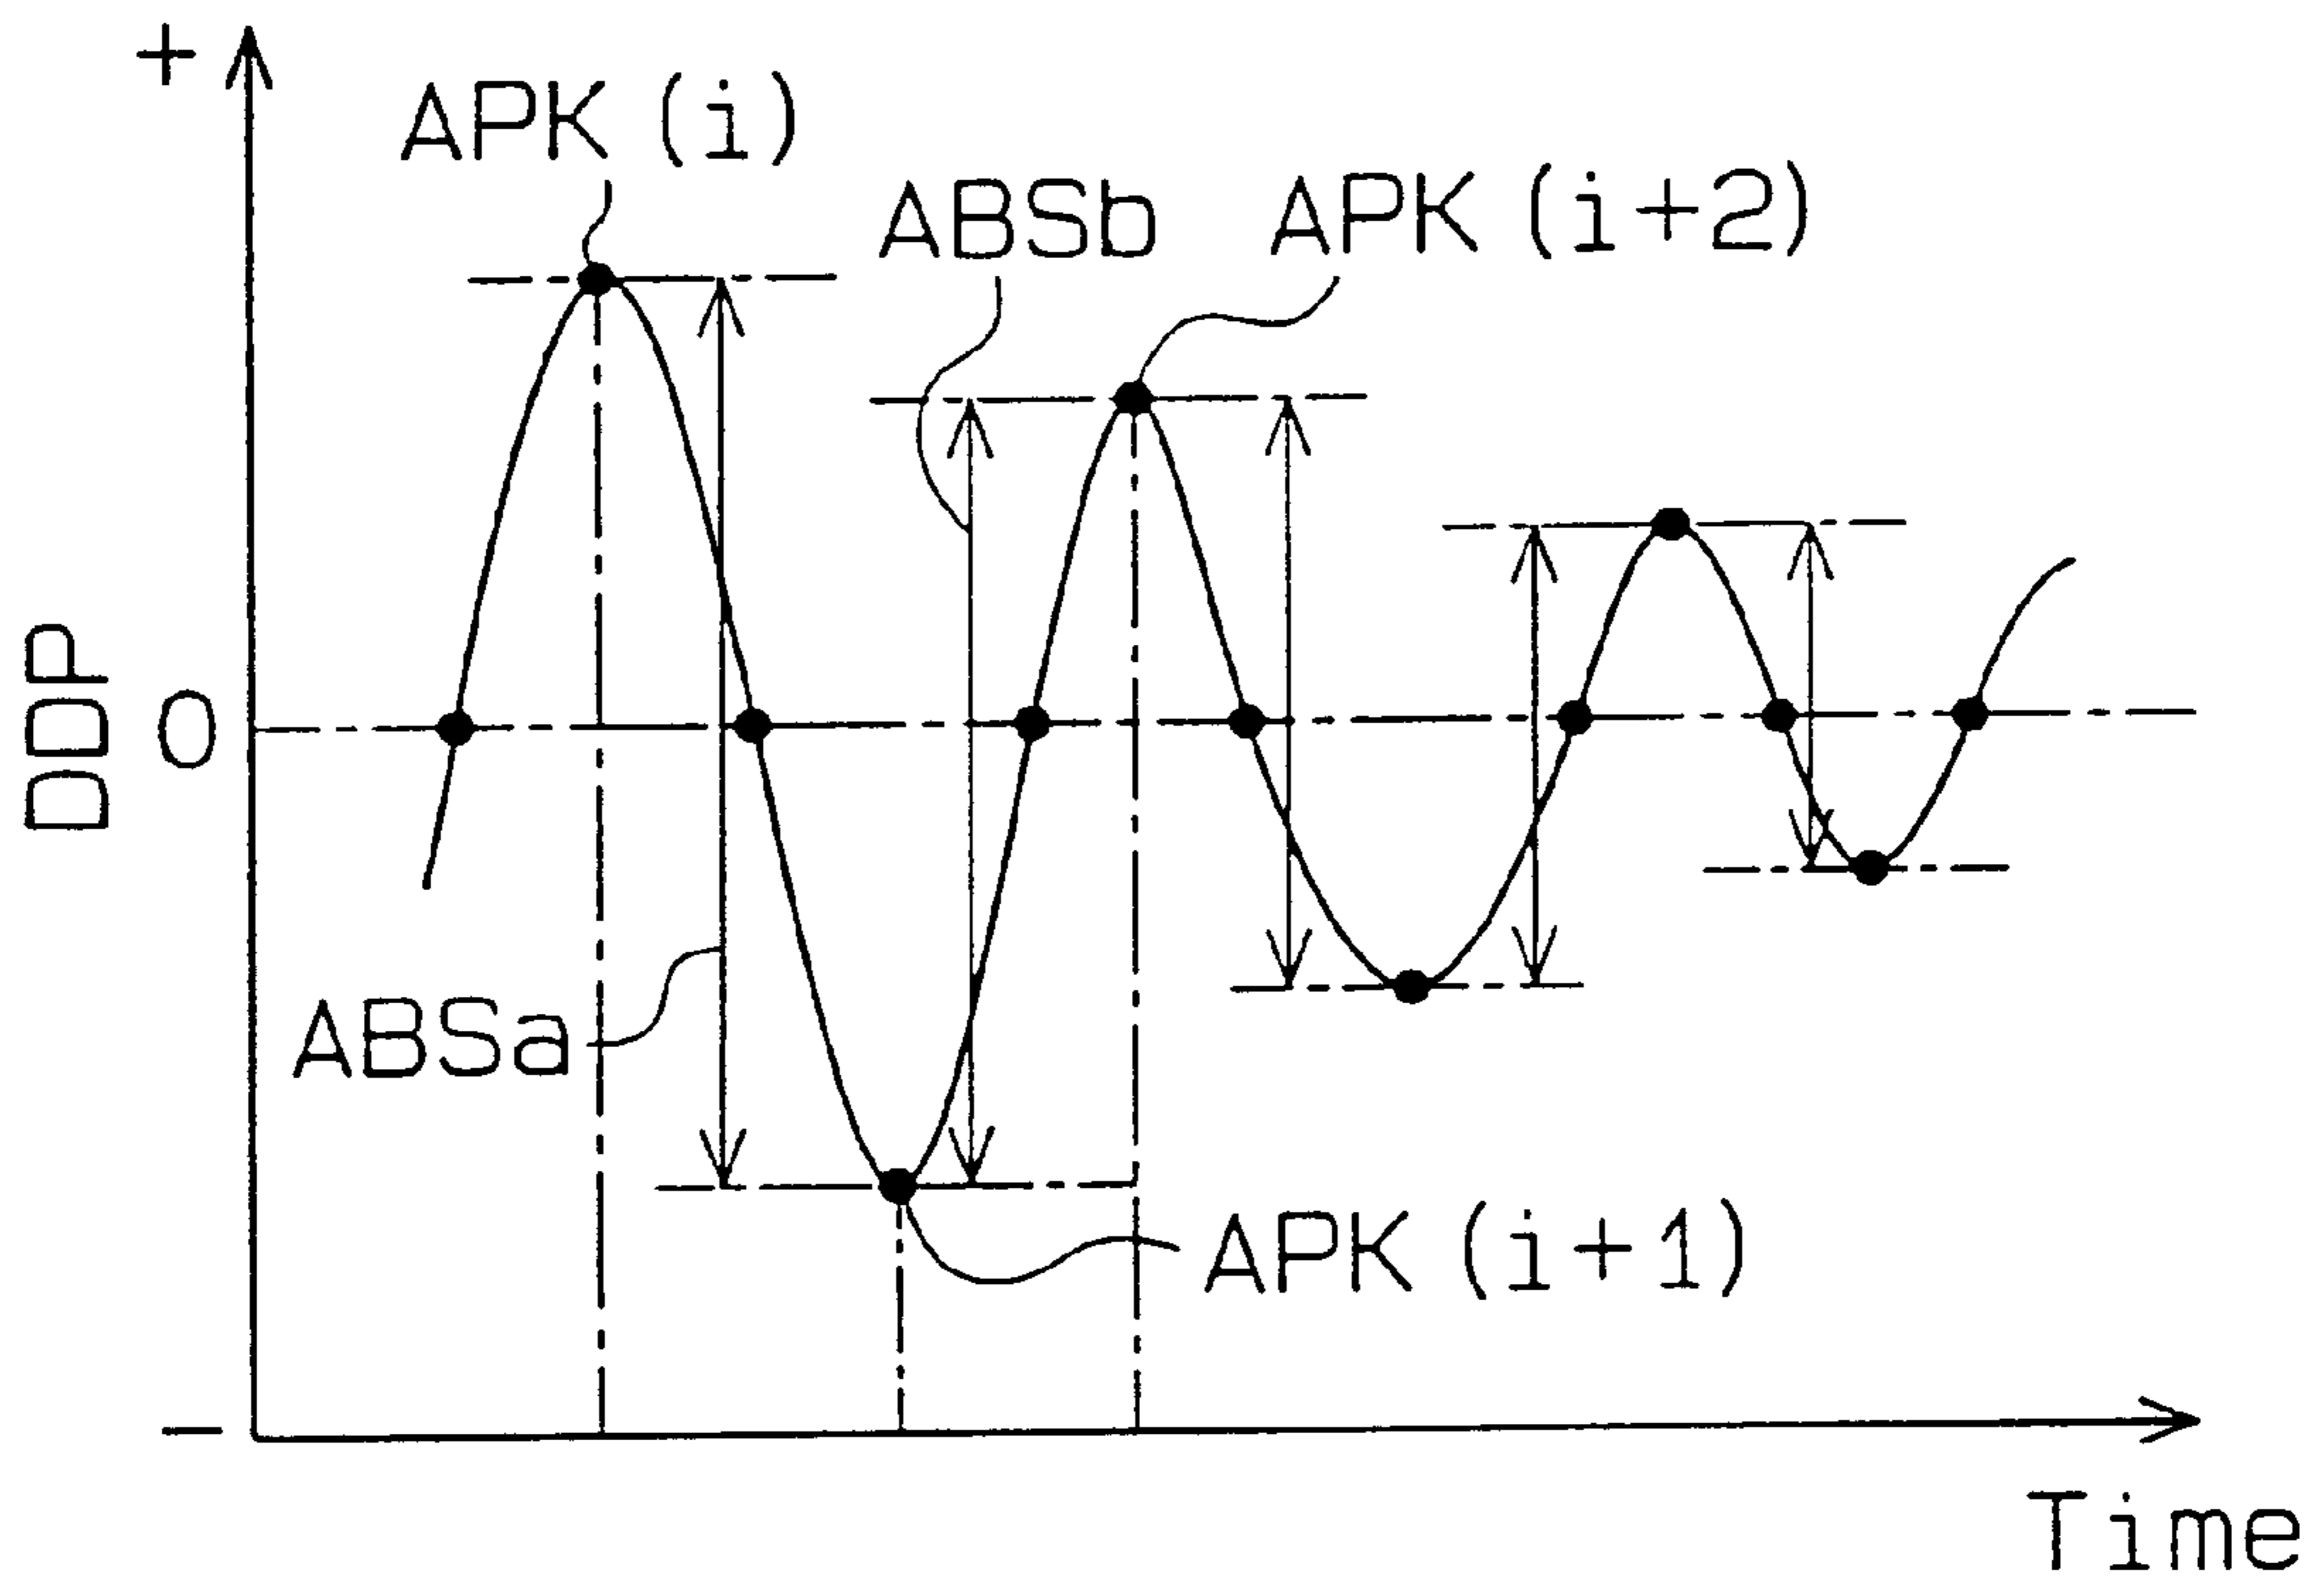 +
APK (i)
ABSb
APK (i+2)
DDP
0
ABSa
APK (i+1)
−
Time